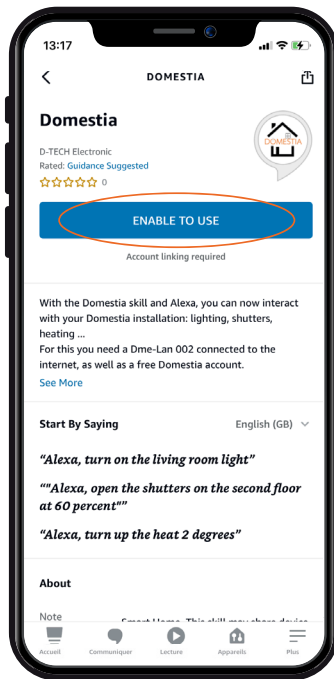 13:17
DOMESTIA
Domestia
DOMESTIA
D-TECH Electronic
Rated: Guidance Suggested
0
ENABLE TO USE
Account linking required
With the Domestia skill and Alexa, you can now interact
with your Domestia installation: lighting, shutters,
heating ...
For this you need a Dme-Lan 002 connected to the
internet, as well as a free Domestia account.
See More
Start By Saying English (GB)
“Alexa, turn on the living room light”
“"Alexa, open the shutters on the second floor
at 60 percent"”
“Alexa, turn up the heat 2 degrees”
About
Note Smart Home. This skill may share device
Accueil Communiquer Lecture Appareils Plus